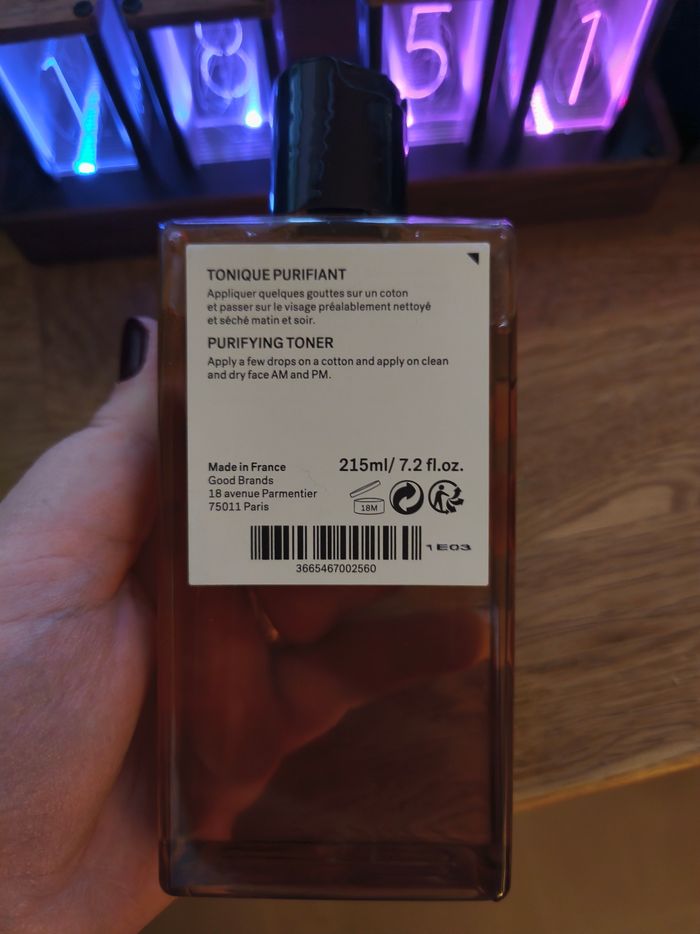 1851
TONIQUE PURIFIANT
Appliquer quelques gouttes sur un coton
et passer sur le visage préalablement nettoyé
et séché matin et soir.
PURIFYING TONER
Apply a few drops on a cotton and apply on clean
and dry face AM and PM.
Made in France
Good Brands
18 avenue Parmentier
75011 Paris
215ml/ 7.2 fl.oz.
18M
1E03
3665467002560